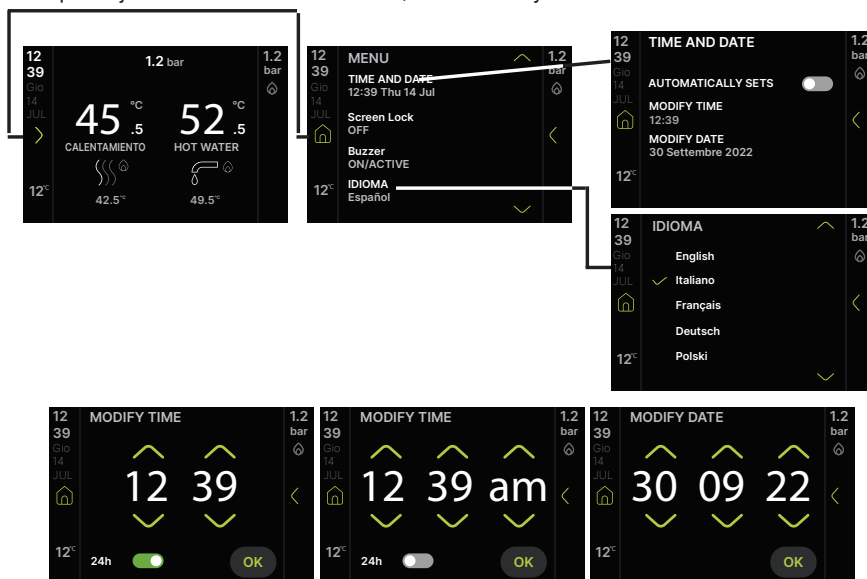 12
39
Gio
14
JUL
12°C
1.2 bar
45 °C .5
CALENTAMIENTO
42.5°C
52 °C .5
HOT WATER
49.5°C
1.2
bar
12
39
Gio
14
JUL
12°C
MENU
TIME AND DATE
12:39 Thu 14 Jul
Screen Lock
OFF
Buzzer
ON/ACTIVE
IDIOMA
Español
1.2
bar
12
39
Gio
14
JUL
12°C
TIME AND DATE
AUTOMATICALLY SETS
MODIFY TIME
12:39
MODIFY DATE
30 Settembre 2022
1.2
bar
12
39
Gio
14
JUL
12°C
IDIOMA
English
Italiano
Français
Deutsch
Polski
1.2
bar
12
39
Gio
14
JUL
12°C
MODIFY TIME
12 39
24h
OK
1.2
bar
12
39
Gio
14
JUL
12°C
MODIFY TIME
12 39 am
24h
OK
1.2
bar
12
39
Gio
14
JUL
12°C
MODIFY DATE
30 09 22
OK
1.2
bar